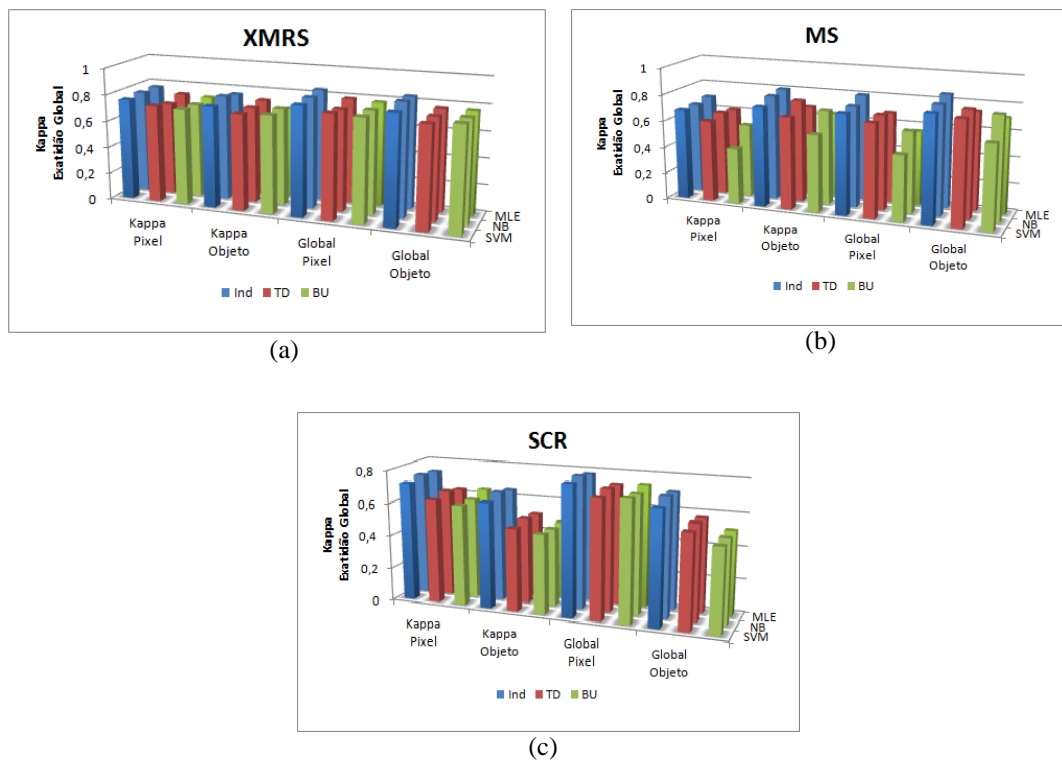 XMRS
Kappa
Exatidão Global
1
0,8
0,6
0,4
0,2
0
Kappa Pixel
Kappa Objeto
Global Pixel
Global Objeto
MLE
NB
SVM
Ind TD BU
(a)
MS
Kappa
Exatidão Global
1
0,8
0,6
0,4
0,2
0
Kappa Pixel
Kappa Objeto
Global Pixel
Global Objeto
MLE
NB
SVM
Ind TD BU
(b)
SCR
Kappa
Exatidão Global
0,8
0,6
0,4
0,2
0
Kappa Pixel
Kappa Objeto
Global Pixel
Global Objeto
MLE
NB
SVM
Ind TD BU
(c)